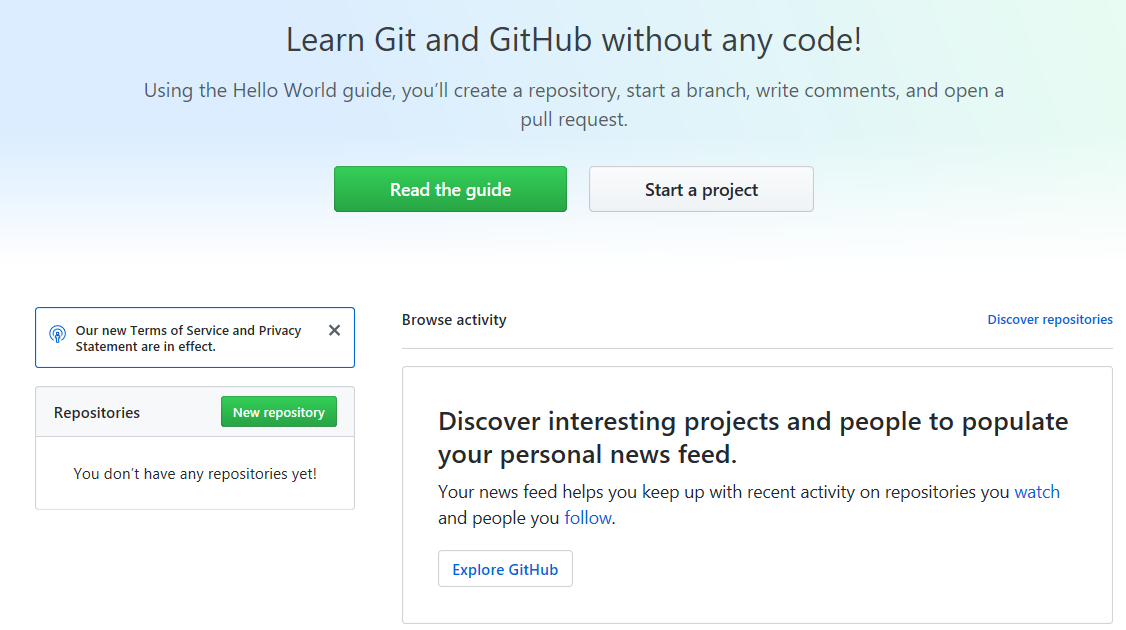 Learn Git and GitHub without any code!
Using the Hello World guide, you’ll create a repository, start a branch, write comments, and open a
pull request.
Read the guide
Start a project
Our new Terms of Service and Privacy
Statement are in effect.
Repositories
New repository
You don’t have any repositories yet!
Browse activity
Discover repositories
Discover interesting projects and people to populate
your personal news feed.
Your news feed helps you keep up with recent activity on repositories you watch
and people you follow.
Explore GitHub